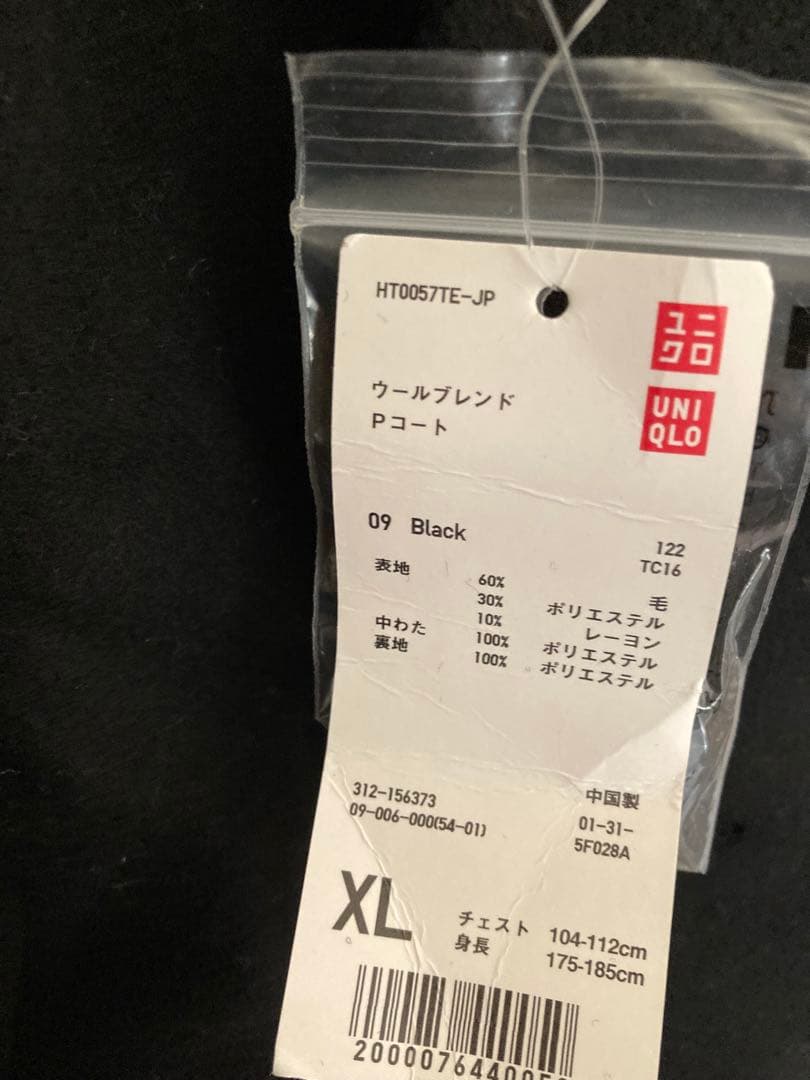 HT0057TE-JP
ユニ
クロ
UNI
QLO
ウールブレンド
Pコート
09 Black
122
TC16
表地 60% 毛
30% ポリエステル
10% レーヨン
中わた 100% ポリエステル
裏地 100% ポリエステル
312-156373
09-006-000(54-01)
中国製
01-31-
5F028A
XL
チェスト 104-112cm
身長 175-185cm